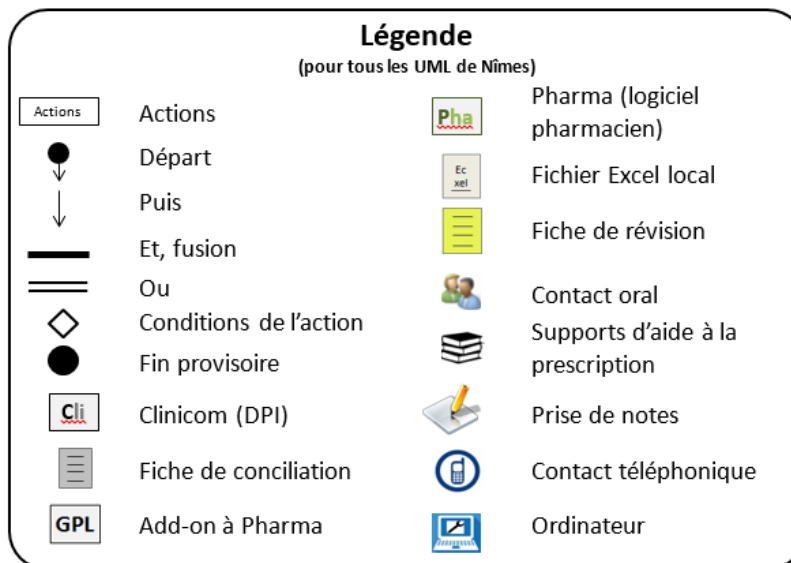 Légende
(pour tous les UML de Nîmes)
Actions
Actions
Départ
Puis
Et, fusion
Ou
Conditions de l'action
Fin provisoire
Cli
Clinicom (DPI)
Fiche de conciliation
GPL
Add-on à Pharma
Pha
Pharma (logiciel
pharmacien)
Ec
xel
Fichier Excel local
Fiche de révision
Contact oral
Supports d'aide à la
prescription
Prise de notes
Contact téléphonique
Ordinateur